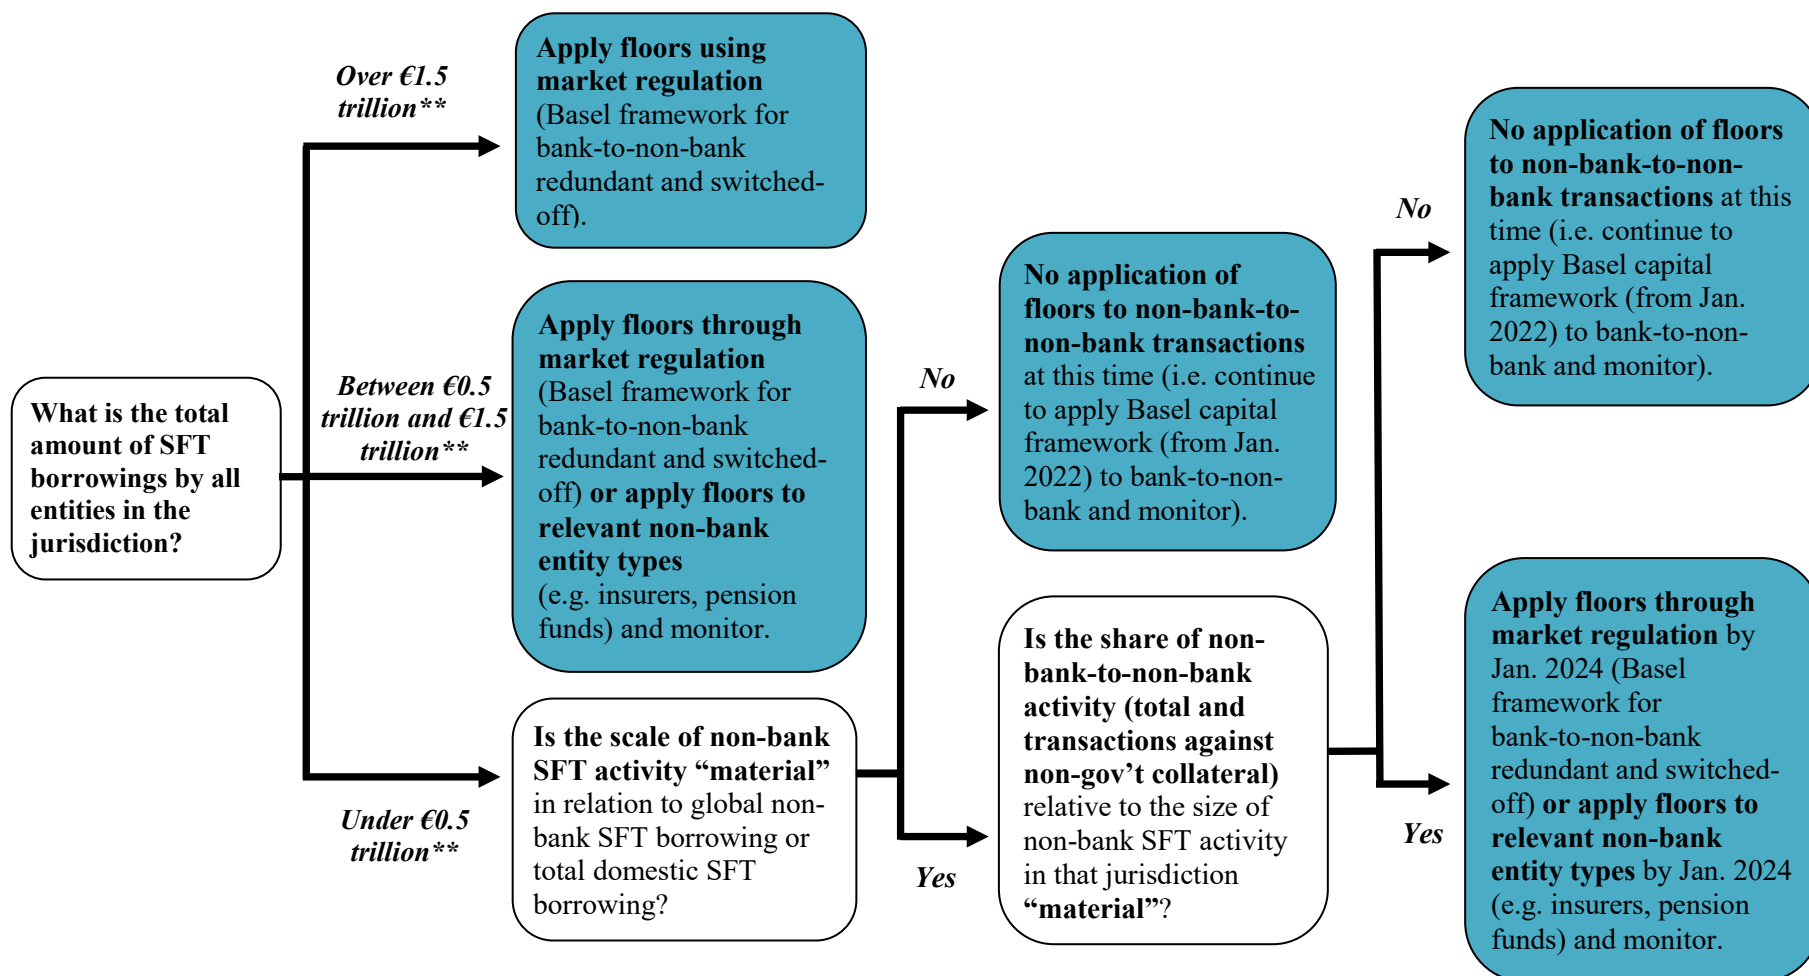 What is the total
amount of SFT
borrowings by all
entities in the
jurisdiction?
Over €1.5
trillion**
Apply floors using
market regulation
(Basel framework for
bank-to-non-bank
redundant and switched-
off).
Between €0.5
trillion and €1.5
trillion**
Apply floors through
market regulation
(Basel framework for
bank-to-non-bank
redundant and switched-
off) or apply floors to
relevant non-bank
entity types
(e.g. insurers, pension
funds) and monitor.
Under €0.5
trillion**
Is the scale of non-bank
SFT activity “material”
in relation to global non-
bank SFT borrowing or
total domestic SFT
borrowing?
No
No application of
floors to non-bank-to-
non-bank transactions
at this time (i.e. continue
to apply Basel capital
framework (from Jan.
2022) to bank-to-non-
bank and monitor).
Yes
Is the share of non-
bank-to-non-bank
activity (total and
transactions against
non-gov’t collateral)
relative to the size of
non-bank SFT activity
in that jurisdiction
“material”?
No
No application of floors
to non-bank-to-non-
bank transactions at this
time (i.e. continue to
apply Basel capital
framework (from Jan.
2022) to bank-to-non-
bank and monitor).
Yes
Apply floors through
market regulation by
Jan. 2024 (Basel
framework for
bank-to-non-bank
redundant and switched-
off) or apply floors to
relevant non-bank
entity types by Jan. 2024
(e.g. insurers, pension
funds) and monitor.